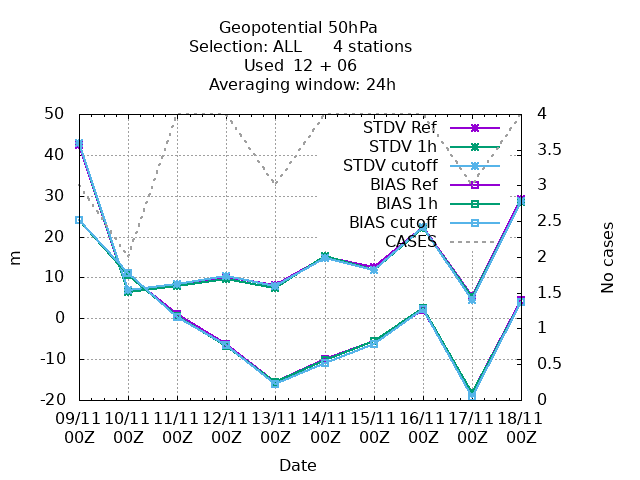 Geopotential 50hPa
Selection: ALL 4 stations
Used 12 + 06
Averaging window: 24h
50
40
30
20
10
0
-10
-20
m
4
3.5
3
2.5
2
1.5
1
0.5
0
No cases
STDV Ref
STDV 1h
STDV cutoff
BIAS Ref
BIAS 1h
BIAS cutoff
CASES
09/11 10/11 11/11 12/11 13/11 14/11 15/11 16/11 17/11 18/11
00Z 00Z 00Z 00Z 00Z 00Z 00Z 00Z 00Z 00Z
Date